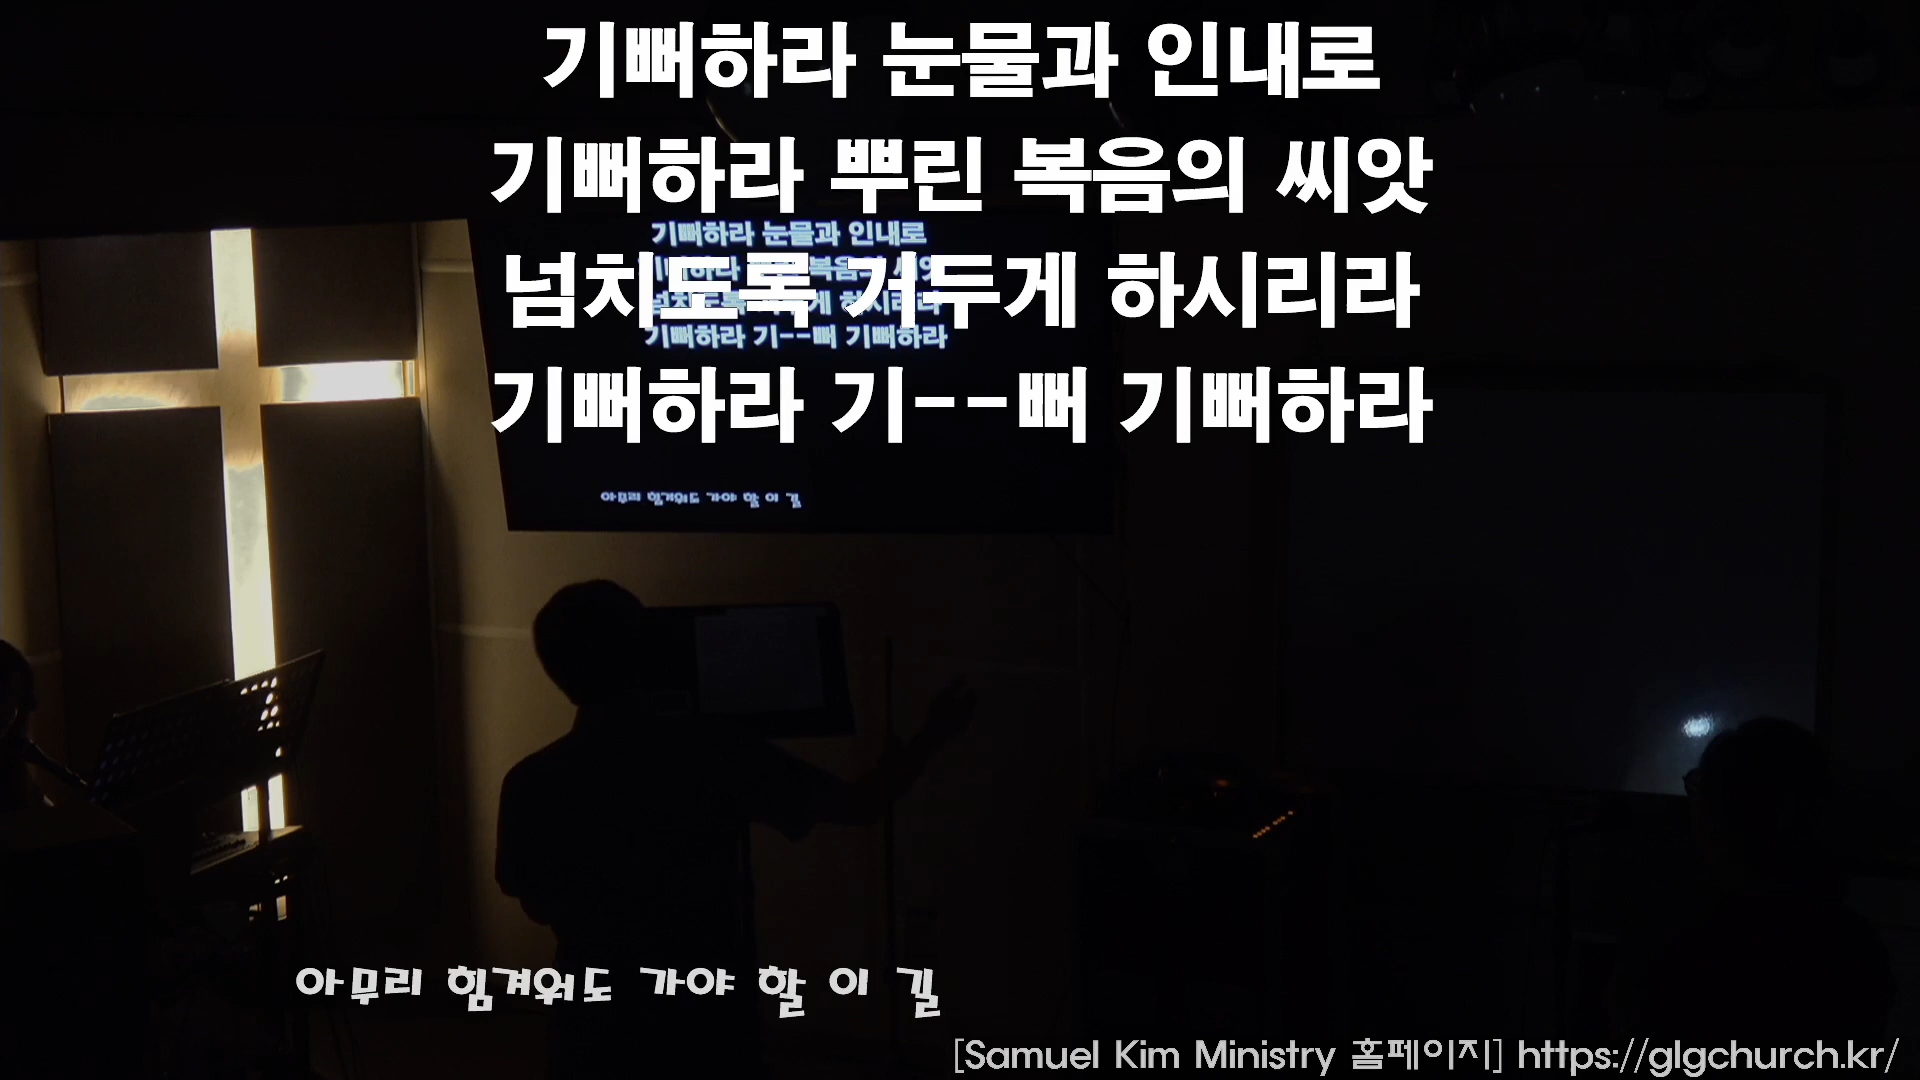 기뻐하라 눈물과 인내로
기뻐하라 뿌린 복음의 씨앗
넘치도록 거두게 하시리라
기뻐하라 기--뻐 기뻐하라
기뻐하라 눈물과 인내로
기뻐하라 기--뻐 기뻐하라
아무리 힘겨워도 가야 할 이 길
아무리 힘겨워도 가야 할 이 길
[Samuel Kim Ministry 홈페이지] https://glgchurch.kr/